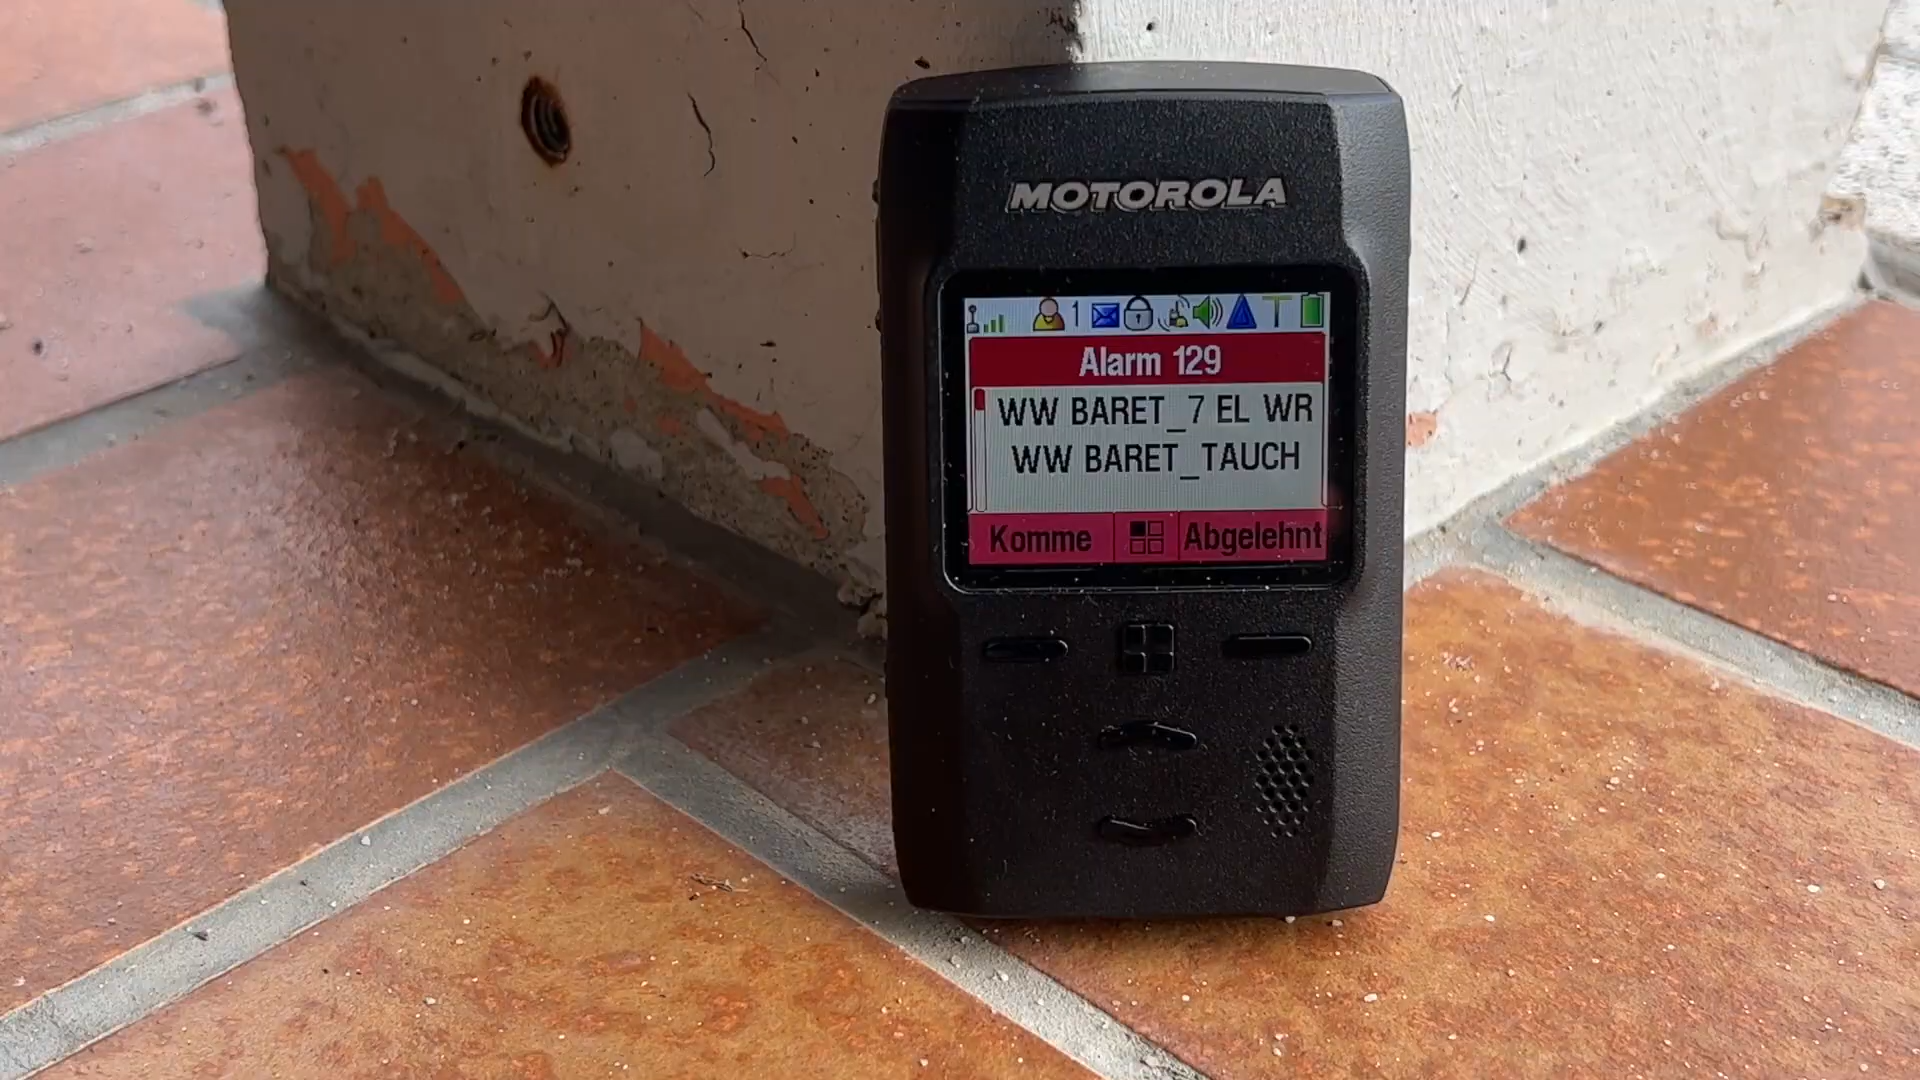 MOTOROLA
1
Alarm 129
WW BARET_7 EL WR
WW BARET_TAUCH
Komme
Abgelehnt